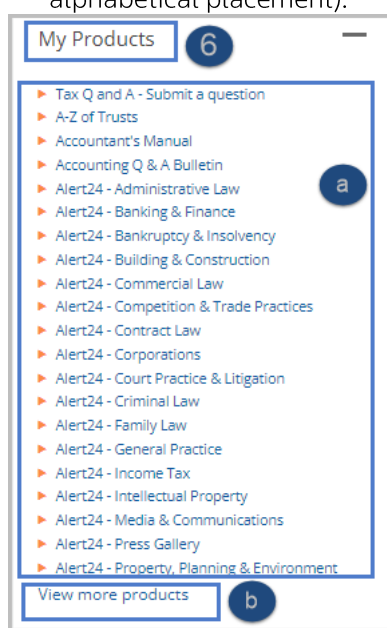 alphabetical placement).
My Products 6 —
Tax Q and A - Submit a question
A-Z of Trusts
Accountant's Manual
Accounting Q & A Bulletin
Alert24 - Administrative Law
a
Alert24 - Banking & Finance
Alert24 - Bankruptcy & Insolvency
Alert24 - Building & Construction
Alert24 - Commercial Law
Alert24 - Competition & Trade Practices
Alert24 - Contract Law
Alert24 - Corporations
Alert24 - Court Practice & Litigation
Alert24 - Criminal Law
Alert24 - Family Law
Alert24 - General Practice
Alert24 - Income Tax
Alert24 - Intellectual Property
Alert24 - Media & Communications
Alert24 - Press Gallery
Alert24 - Property, Planning & Environment
View more products b